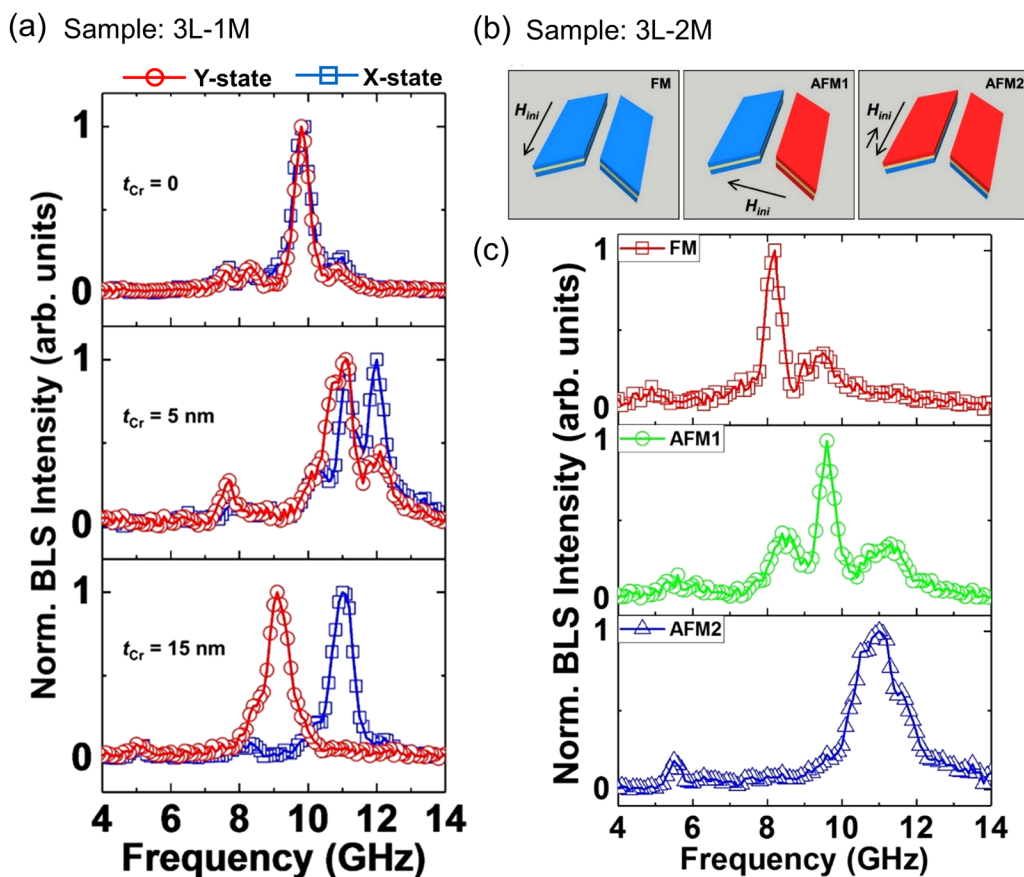 (a) Sample: 3L-1M
Y-state X-state
Norm. BLS Intensity (arb. units)
1
t_Cr = 0
0
1
t_Cr = 5 nm
0
1
t_Cr = 15 nm
0
4 6 8 10 12 14
Frequency (GHz)
(b) Sample: 3L-2M
FM
H_ini
AFM1
H_ini
AFM2
H_ini
(c)
Norm. BLS Intensity (arb. units)
1
FM
0
1
AFM1
0
1
AFM2
0
4 6 8 10 12 14
Frequency (GHz)